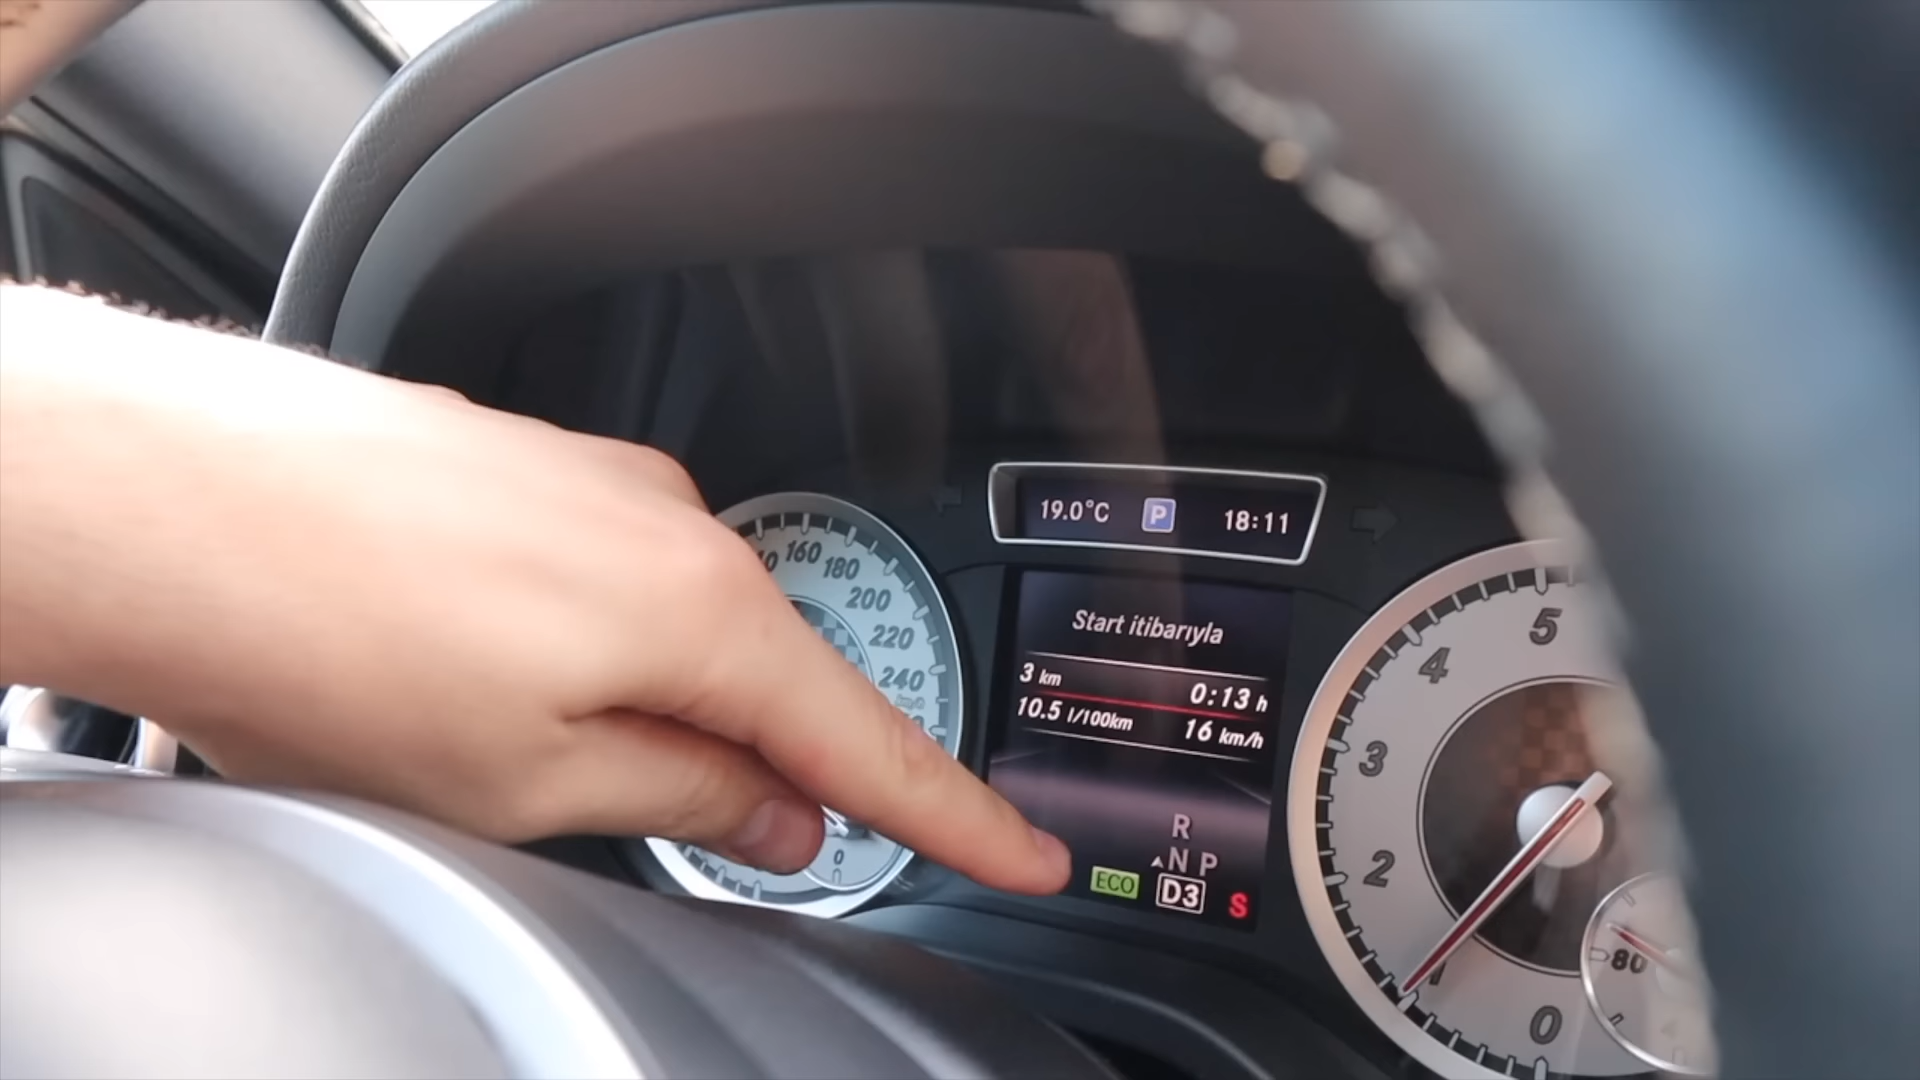 19.0°C P 18:11
Start itibarıyla
3 km 0:13 h
10.5 l/100km 16 km/h
R
N P
ECO D3 S
160
180
200
220
240
0
5
4
3
2
1
0
80